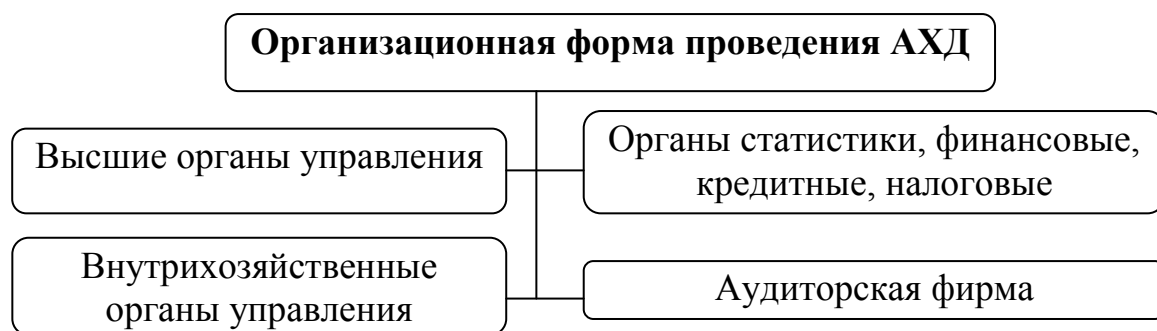 Организационная форма проведения АХД
Высшие органы управления
Органы статистики, финансовые,
кредитные, налоговые
Внутрихозяйственные
органы управления
Аудиторская фирма